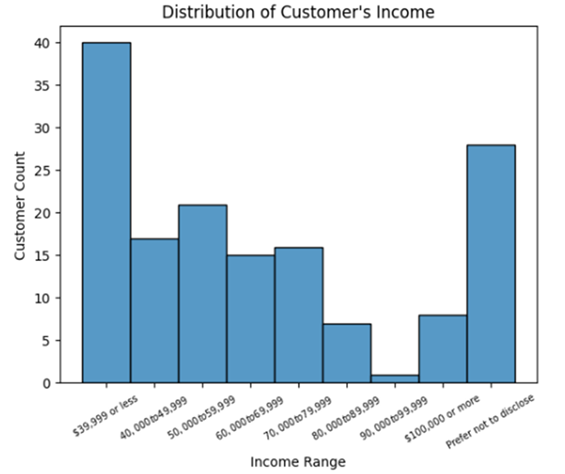 Distribution of Customer's Income
40
35
30
25
20
15
10
5
0
Customer Count
$39,999 or less
40,000to49,999
50,000to59,999
60,000to69,999
70,000to79,999
80,000to89,999
90,000to99,999
$100,000 or more
Prefer not to disclose
Income Range